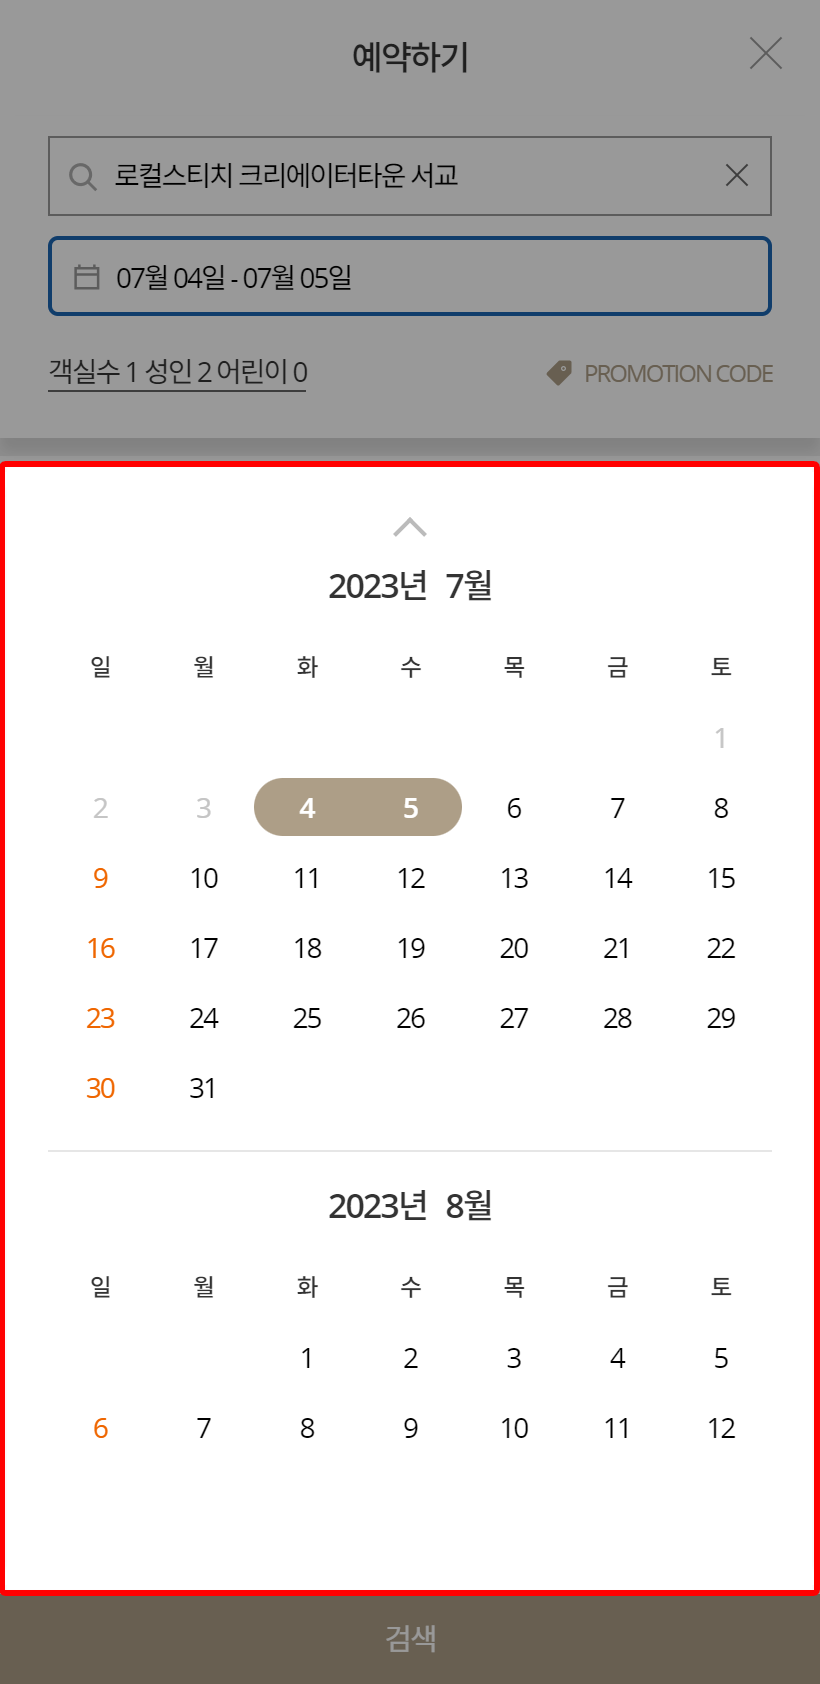 예약하기
로컬스티치 크리에이터타운 서교
07월 04일 - 07월 05일
객실수 1 성인 2 어린이 0 PROMOTION CODE
2023년 7월
일 월 화 수 목 금 토
1
2 3 4 5 6 7 8
9 10 11 12 13 14 15
16 17 18 19 20 21 22
23 24 25 26 27 28 29
30 31
2023년 8월
일 월 화 수 목 금 토
1 2 3 4 5
6 7 8 9 10 11 12
검색